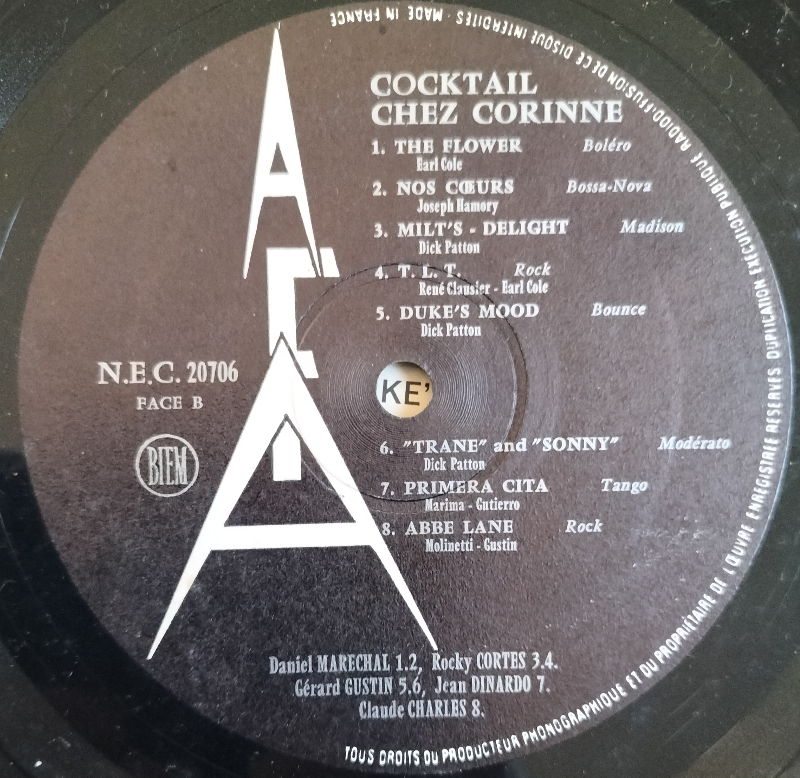 COCKTAIL
CHEZ CORINNE
1. THE FLOWER Boléro
Earl Cole
2. NOS CŒURS Bossa-Nova
Joseph Hamory
3. MILT'S - DELIGHT Madison
Dick Patton
4. T. L. T. Rock
René Clausier - Earl Cole
5. DUKE'S MOOD Bounce
Dick Patton
N.E.C. 20706
FACE B
BIEM
KE’
6. "TRANE" and "SONNY" Modérato
Dick Patton
7. PRIMERA CITA Tango
Marima - Gutierro
8. ABBE LANE Rock
Molinetti - Gustin
Daniel MARECHAL 1.2, Rocky CORTES 3.4.
Gérard GUSTIN 5.6, Jean DINARDO 7.
Claude CHARLES 8.
TOUS DROITS DU PRODUCTEUR PHONOGRAPHIQUE ET DU PROPRIÉTAIRE DE L'ŒUVRE ENREGISTRÉE RESERVES DUPLICATION EXECUTION PUBLIQUE RADIODIFFUSION DE CE DISQUE INTERDITES - MADE IN FRANCE